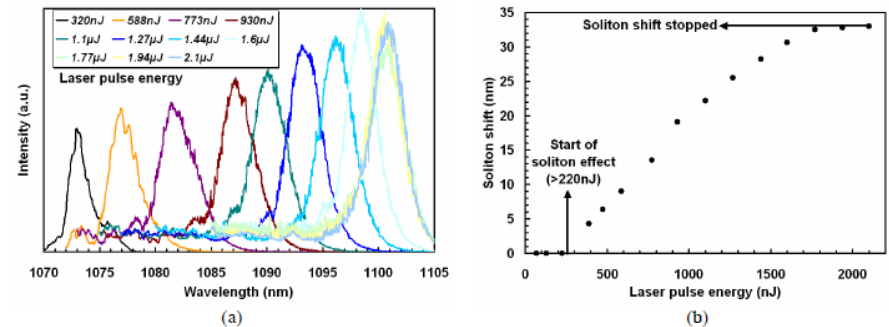 320nJ 588nJ 773nJ 930nJ
1.1µJ 1.27µJ 1.44µJ 1.6µJ
1.77µJ 1.94µJ 2.1µJ
Laser pulse energy
Intensity (a.u.)
1070 1075 1080 1085 1090 1095 1100 1105
Wavelength (nm)
(a)
35
30
25
20
15
10
5
0
Soliton shift (nm)
Soliton shift stopped
Start of
soliton effect
(>220nJ)
0 500 1000 1500 2000
Laser pulse energy (nJ)
(b)